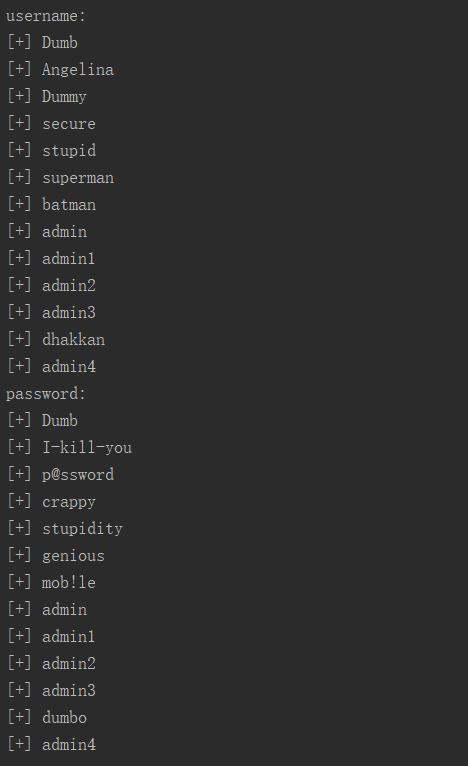 username:
[+] Dumb
[+] Angelina
[+] Dummy
[+] secure
[+] stupid
[+] superman
[+] batman
[+] admin
[+] admin1
[+] admin2
[+] admin3
[+] dhakkan
[+] admin4
password:
[+] Dumb
[+] I-kill-you
[+] p@ssword
[+] crappy
[+] stupidity
[+] genious
[+] mob!le
[+] admin
[+] admin1
[+] admin2
[+] admin3
[+] dumbo
[+] admin4